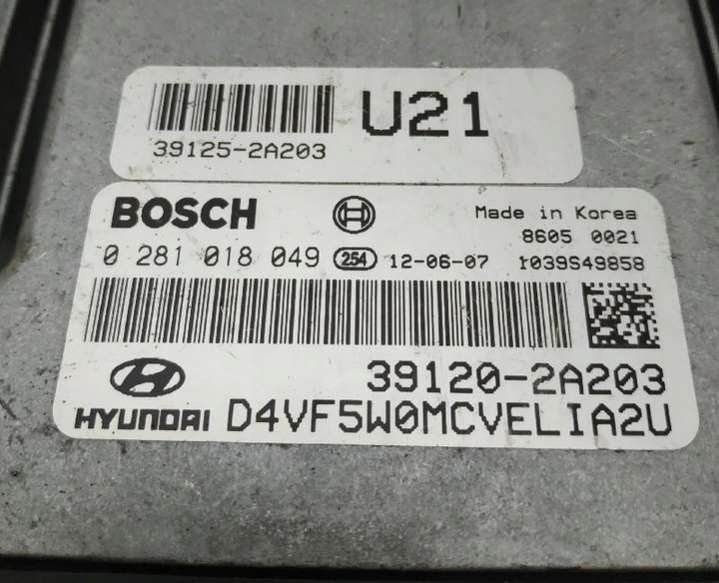 U21
39125-2A203
BOSCH
Made in Korea
8605 0021
0 281 018 049 254 12-06-07 1039S49858
39120-2A203
HYUNDAI D4VF5W0MCVELIA2U